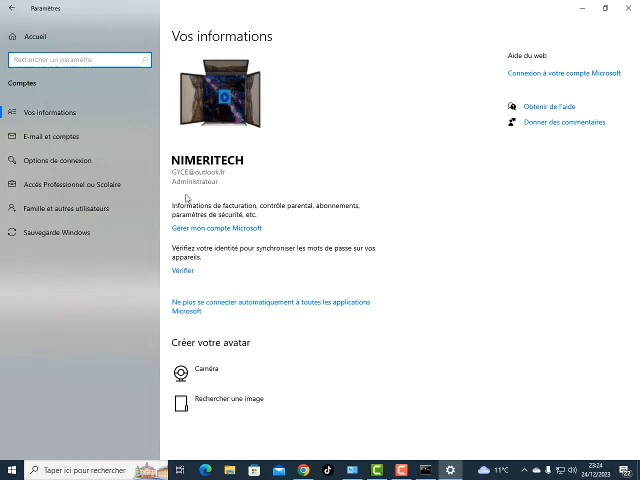 Paramètres
Accueil
Rechercher un paramètre
Comptes
Vos informations
E-mail et comptes
Options de connexion
Accès Professionnel ou Scolaire
Famille et autres utilisateurs
Sauvegarde Windows
Vos informations
NIMERITECH
GYCE@outlook.fr
Administrateur
Informations de facturation, contrôle parental, abonnements,
paramètres de sécurité, etc.
Gérer mon compte Microsoft
Vérifiez votre identité pour synchroniser les mots de passe sur vos
appareils.
Vérifier
Ne plus se connecter automatiquement à toutes les applications
Microsoft
Créer votre avatar
Caméra
Rechercher une image
Aide du web
Connexion à votre compte Microsoft
Obtenir de l'aide
Donner des commentaires
Taper ici pour rechercher
11°C
23:24
24/12/2023
22